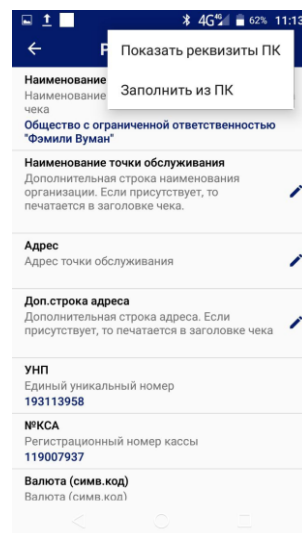 4G 62% 11:13
Показать реквизиты ПК
Заполнить из ПК
Наименование
Наименование
чека
Общество с ограниченной ответственностью
"Фэмили Вуман"
Наименование точки обслуживания
Дополнительная строка наименования
организации. Если присутствует, то
печатается в заголовке чека.
Адрес
Адрес точки обслуживания
Доп.строка адреса
Дополнительная строка адреса. Если
присутствует, то печатается в заголовке чека
УНП
Единый уникальный номер
193113958
№КСА
Регистрационный номер кассы
119007937
Валюта (симв.код)
Валюта (симв.код)